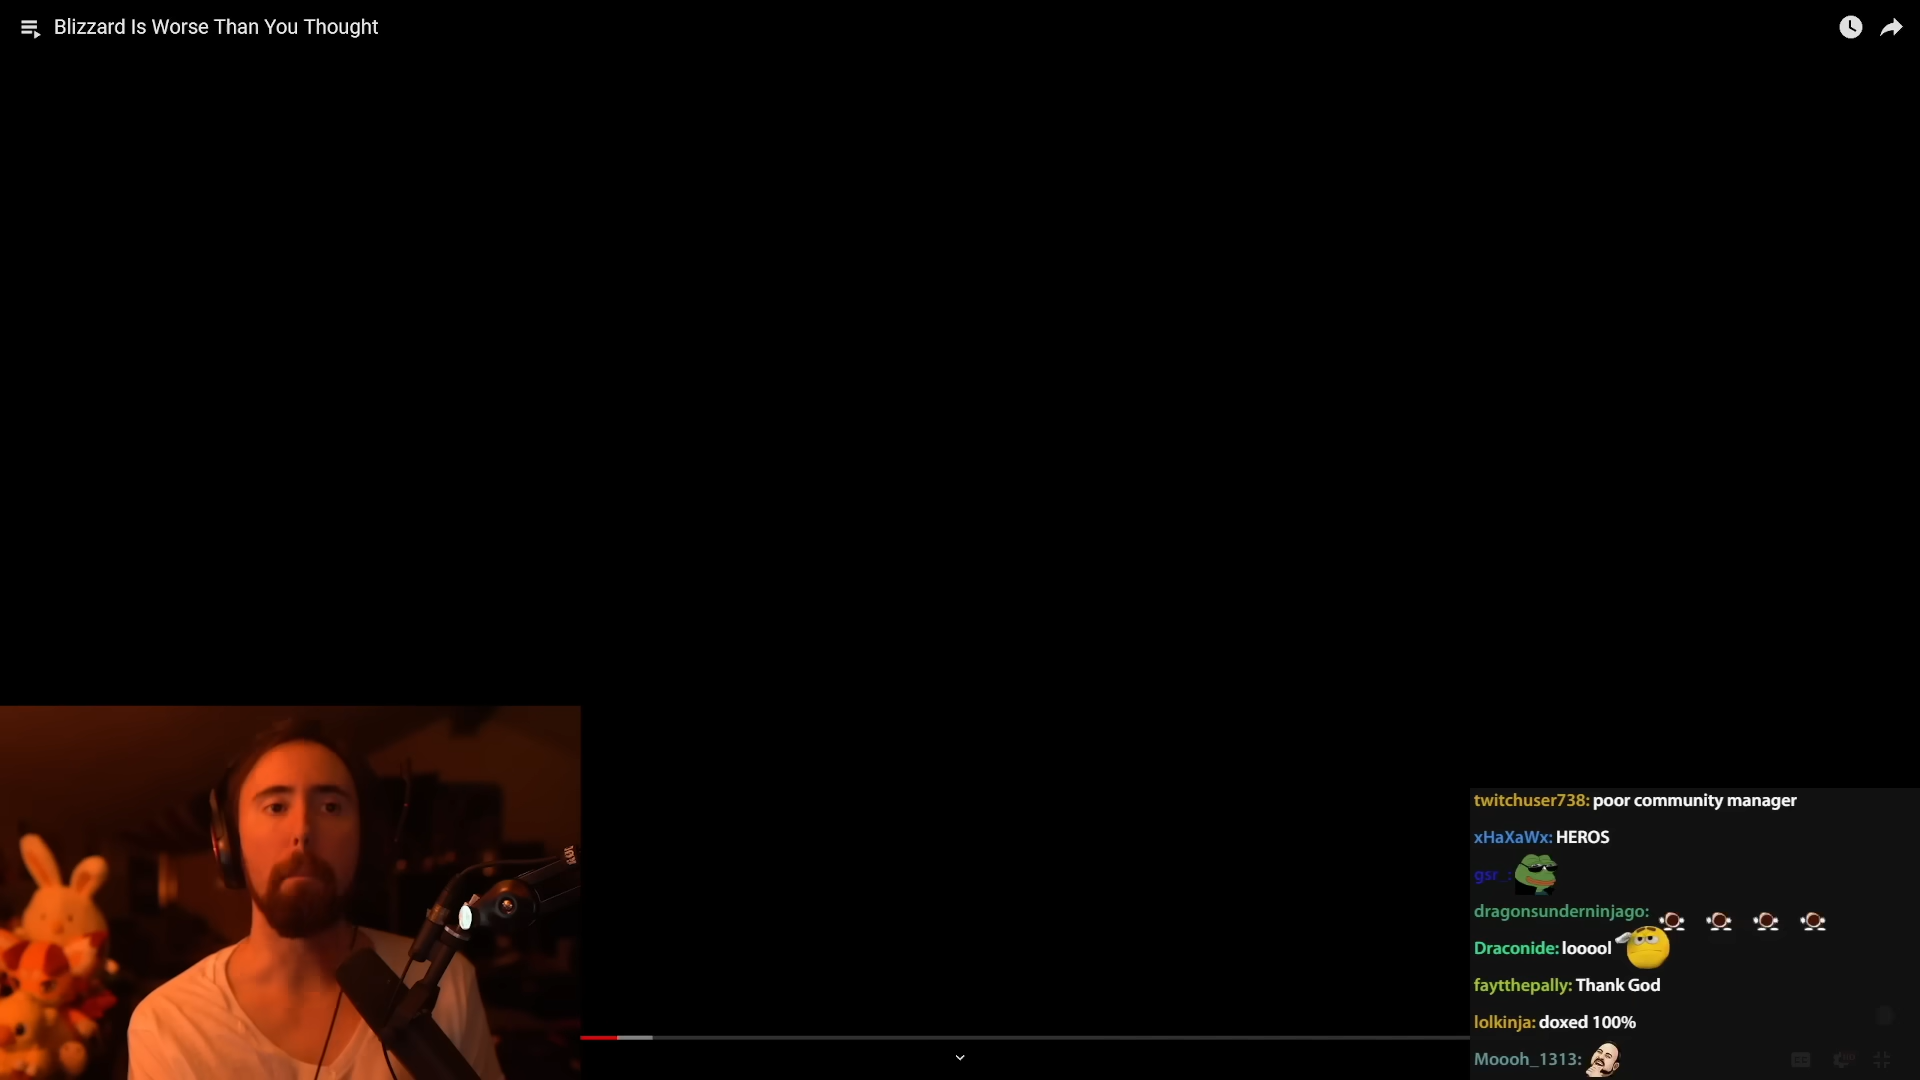 Blizzard Is Worse Than You Thought
twitchuser738: poor community manager
xHaXaWx: HEROS
gsr_:
dragonsunderninjago:
Draconide: looool
faytthepally: Thank God
lolkinja: doxed 100%
Moooh_1313: